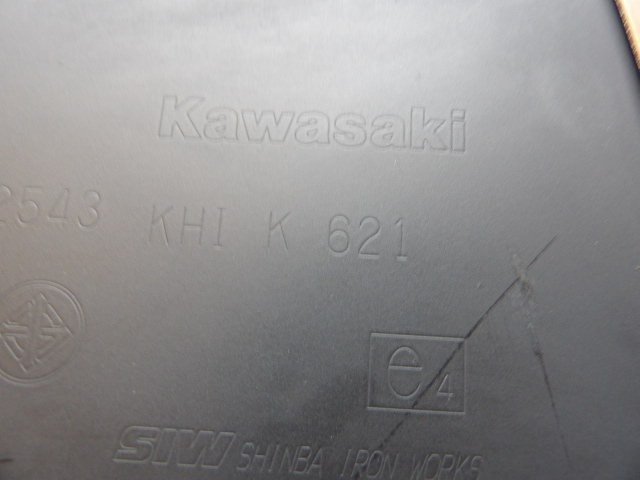 Kawasaki
2543 KHI K 621
e4
SIW SHINBA IRON WORKS